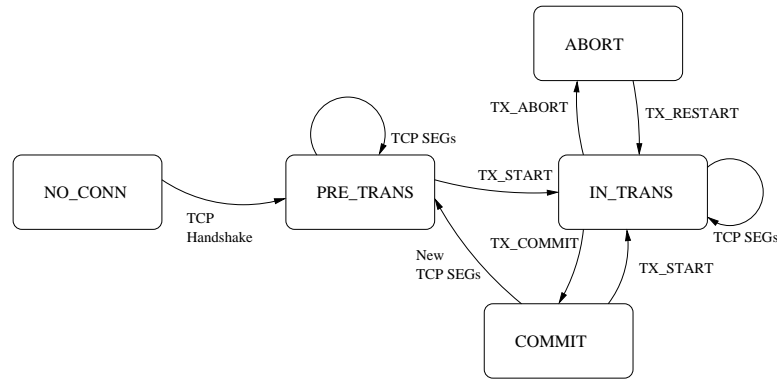 ABORT
TX_ABORT
TX_RESTART
TCP SEGs
NO_CONN
PRE_TRANS
TX_START
IN_TRANS
TCP
Handshake
TCP SEGs
New
TCP SEGs
TX_COMMIT
TX_START
COMMIT